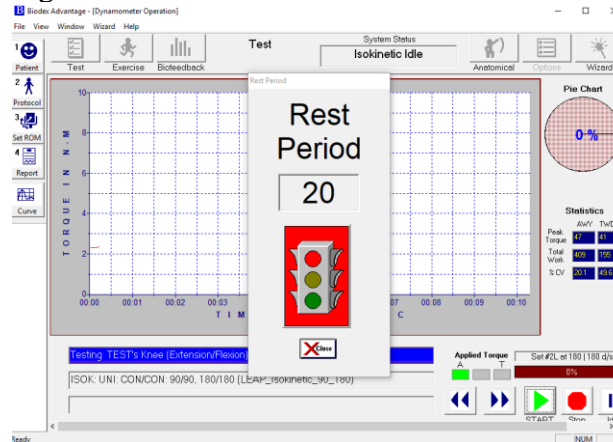 Biodex Advantage - [Dynamometer Operation]
File View Window Wizard Help
1
Patient
2
Protocol
3
Set ROM
4
Report
Curve
Test
Exercise
Biofeedback
Test
System Status
Isokinetic Idle
Anatomical
Options
Wizard
Rest Period
Rest
Period
20
Close
TORQUE IN N-M
10
8
6
4
2
0
00:00 00:01 00:02 00:03 07 00:08 00:09 00:10
T I M C
Pie Chart
0 %
Statistics
AWY TWD
Peak Torque 47 41
Total Work 409 155
% CV 20.1 49.6
Testing TEST's Knee (Extension/Flexion)
ISOK: UNI: CON/CON: 90/90, 180/180 (LEAP_Isokinetic_90_180)
Applied Torque
A T
Set #2L at 180 | 180 d/s
0%
START Stop
Ready
NUM